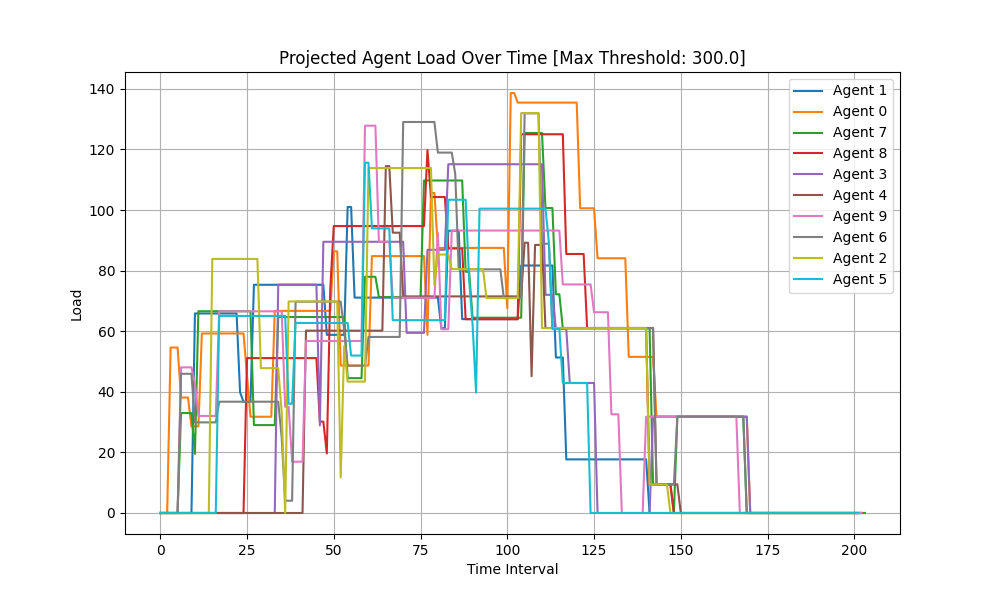 Projected Agent Load Over Time [Max Threshold: 300.0]
Load
140
120
100
80
60
40
20
0
0 25 50 75 100 125 150 175 200
Time Interval
Agent 1
Agent 0
Agent 7
Agent 8
Agent 3
Agent 4
Agent 9
Agent 6
Agent 2
Agent 5